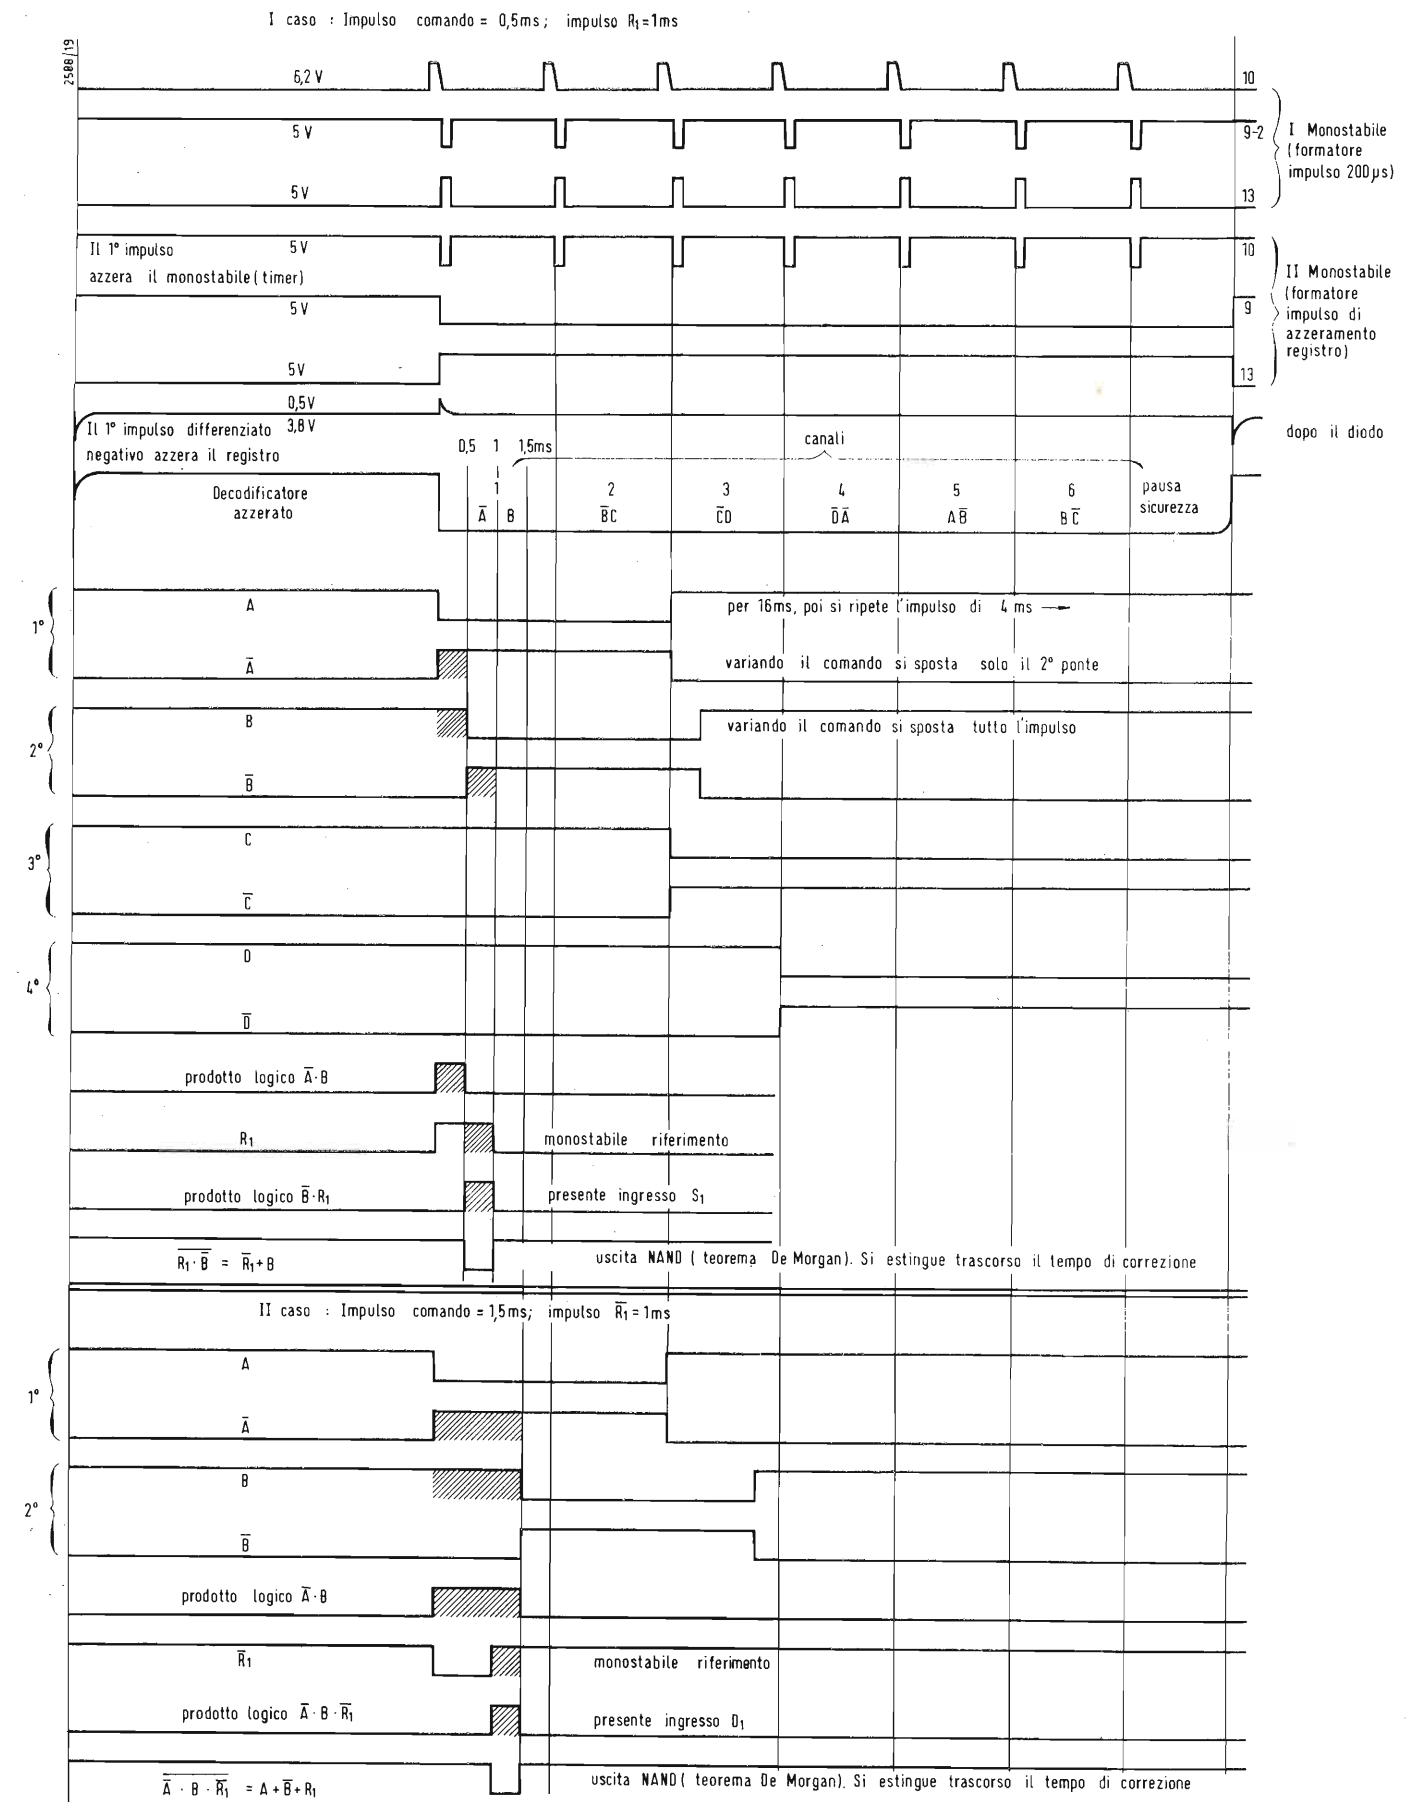 I caso : Impulso comando = 0,5ms; impulso R1=1ms
2588/19
6,2 V
10
5 V
9-2
I Monostabile
(formatore
impulso 200µs)
5 V
13
Il 1° impulso
5 V
10
azzera il monostabile (timer)
II Monostabile
(formatore
impulso di
azzeramento
registro)
5 V
9
5V
13
0,5V
Il 1° impulso differenziato
3,8 V
negativo azzera il registro
dopo il diodo
0,5 1 1,5ms
canali
Decodificatore
azzerato
1 2 3 4 5 6
pausa
sicurezza
A̅ B B̅C C̅D D̅A̅ AB̅ BC̅
1°
A
per 16ms, poi si ripete l'impulso di 4 ms →
A̅
variando il comando si sposta solo il 2° ponte
2°
B
variando il comando si sposta tutto l'impulso
B̅
3°
C
C̅
4°
D
D̅
prodotto logico A̅·B
R1
monostabile riferimento
prodotto logico B̅·R1
presente ingresso S1
R̅1̅·̅B̅̅ = R̅1+B
uscita NAND ( teorema De Morgan). Si estingue trascorso il tempo di correzione
II caso : Impulso comando = 1,5ms; impulso R̅1=1ms
1°
A
A̅
2°
B
B̅
prodotto logico A̅·B
R̅1
monostabile riferimento
prodotto logico A̅·B·R̅1
presente ingresso D1
A̅̅ ·̅ B̅ ·̅ R̅̅1̅ = A+B̅+R1
uscita NAND ( teorema De Morgan). Si estingue trascorso il tempo di correzione